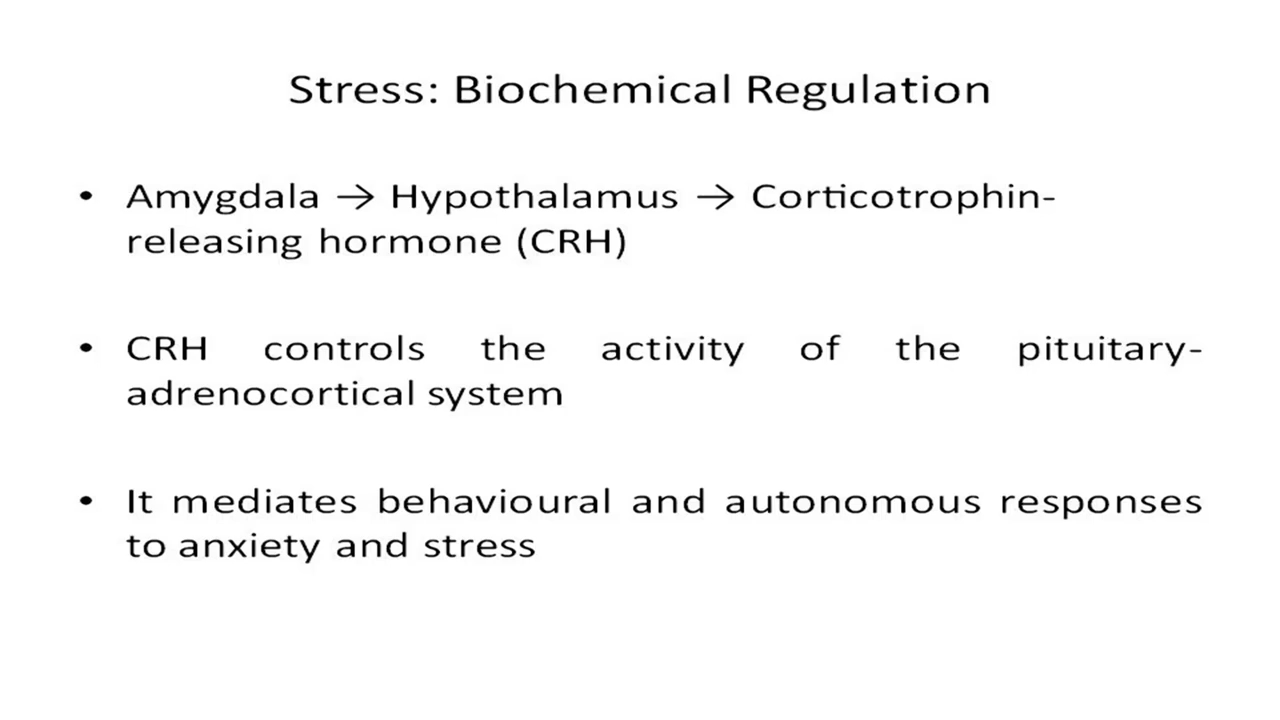 Stress: Biochemical Regulation
• Amygdala → Hypothalamus → Corticotrophin-
releasing hormone (CRH)
• CRH controls the activity of the pituitary-
adrenocortical system
• It mediates behavioural and autonomous responses
to anxiety and stress